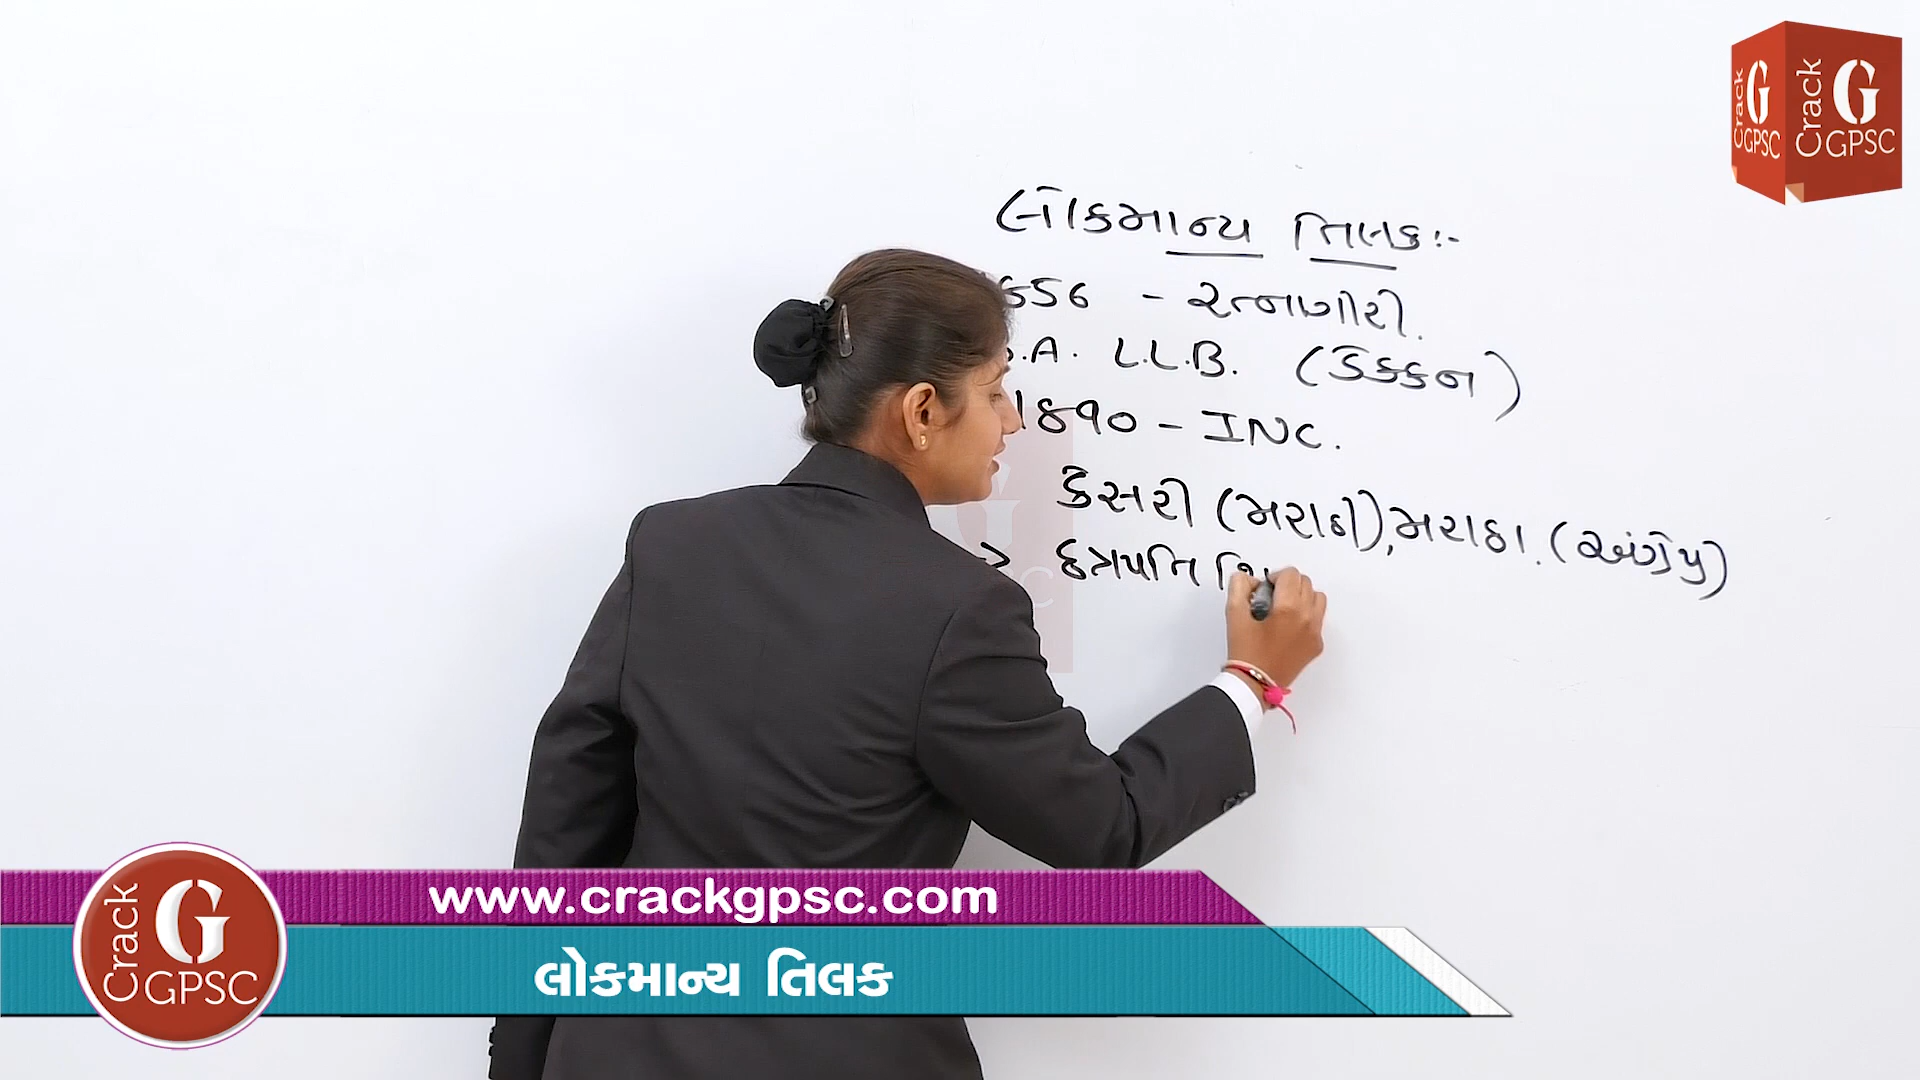 Crack GPSC
Crack GPSC
લોકમાન્ય તિલક :-
856 - રત્નાગીરી.
.A. L.L.B. (ડેક્કન)
1890 - INC.
કેસરી (મરાઠી), મરાઠા. (અંગ્રેજી)
> છત્રપતિ શિ
www.crackgpsc.com
Crack GPSC
લોકમાન્ય તિલક